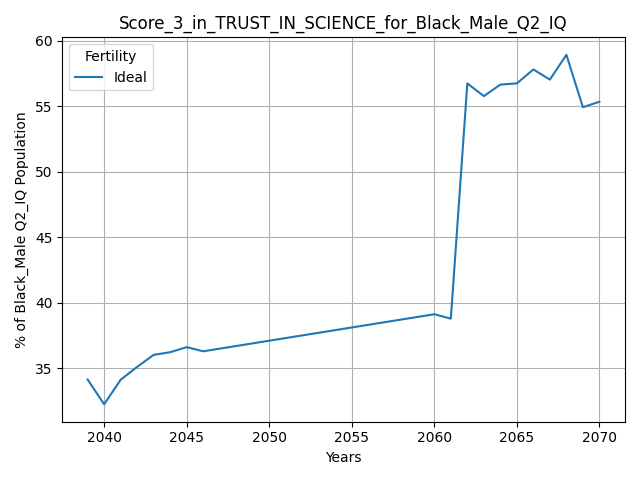 Score_3_in_TRUST_IN_SCIENCE_for_Black_Male_Q2_IQ
Fertility
Ideal
% of Black_Male Q2_IQ Population
60
55
50
45
40
35
2040 2045 2050 2055 2060 2065 2070
Years